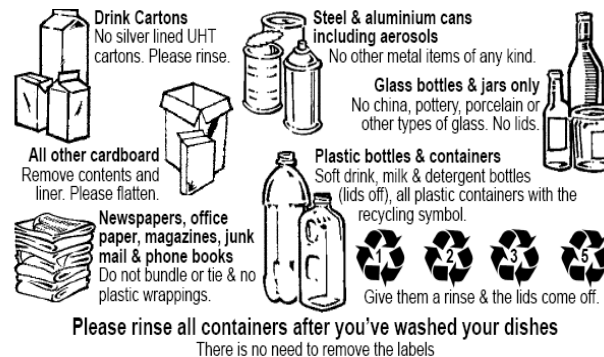 Drink Cartons
No silver lined UHT
cartons. Please rinse.
Steel & aluminium cans
including aerosols
No other metal items of any kind.
Glass bottles & jars only
No china, pottery, porcelain or
other types of glass. No lids.
All other cardboard
Remove contents and
liner. Please flatten.
Plastic bottles & containers
Soft drink, milk & detergent bottles
(lids off), all plastic containers with the
recycling symbol.
Newspapers, office
paper, magazines, junk
mail & phone books
Do not bundle or tie & no
plastic wrappings.
1 2 3 5
Give them a rinse & the lids come off.
Please rinse all containers after you've washed your dishes
There is no need to remove the labels